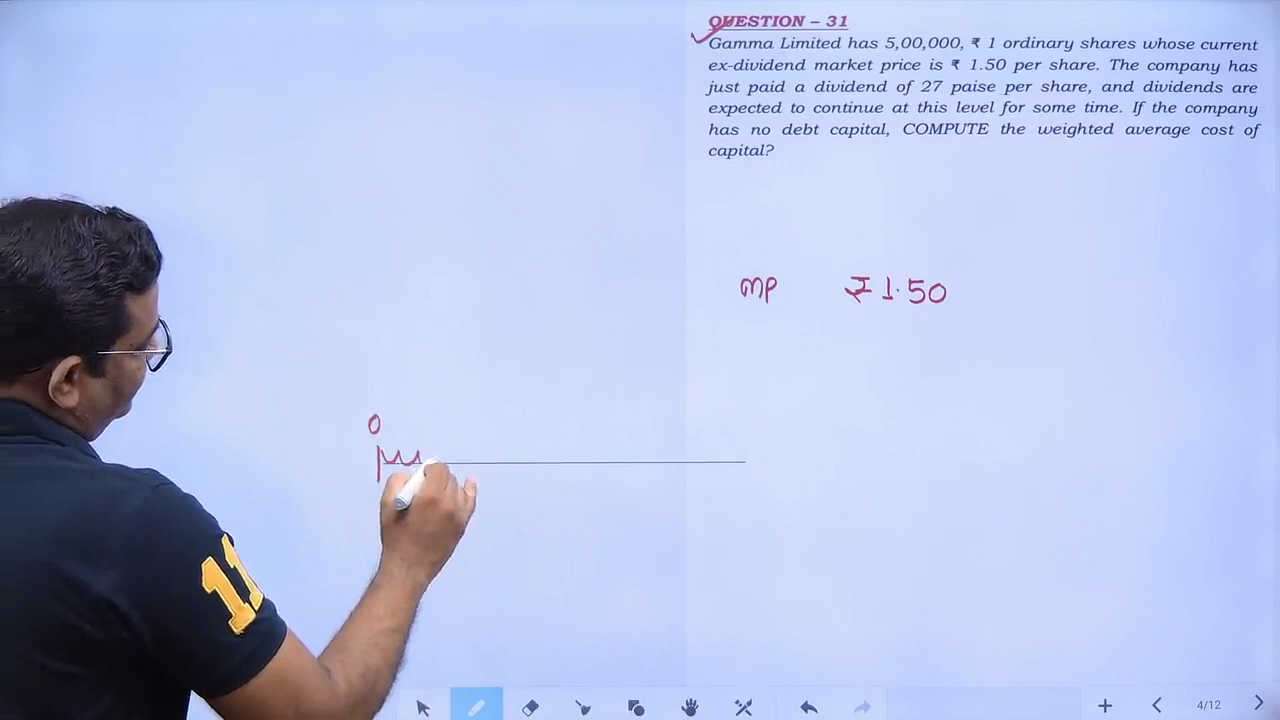 QUESTION – 31
Gamma Limited has 5,00,000, ₹ 1 ordinary shares whose current
ex-dividend market price is ₹ 1.50 per share. The company has
just paid a dividend of 27 paise per share, and dividends are
expected to continue at this level for some time. If the company
has no debt capital, COMPUTE the weighted average cost of
capital?
MP ₹ 1.50
0
11
4/12